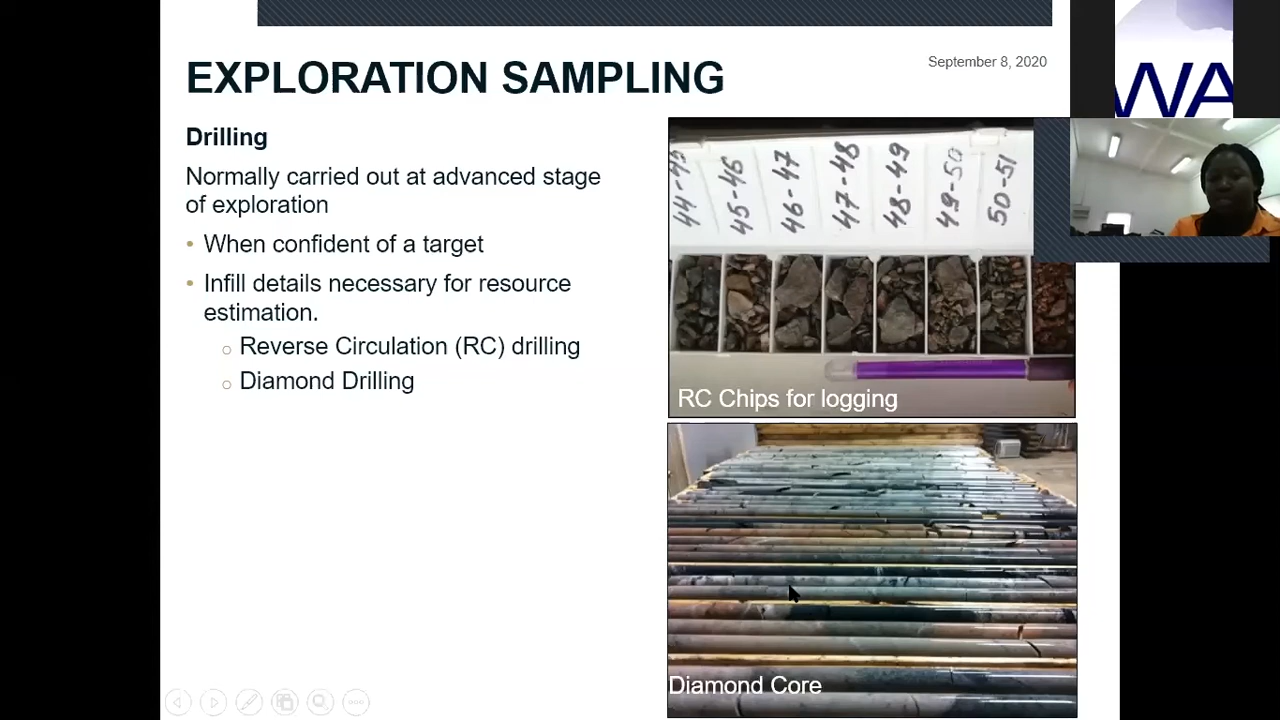 EXPLORATION SAMPLING
September 8, 2020
WA
Drilling
Normally carried out at advanced stage
of exploration
• When confident of a target
• Infill details necessary for resource
estimation.
○ Reverse Circulation (RC) drilling
○ Diamond Drilling
44-45
45-46
46-47
47-48
48-49
49-50
50-51
RC Chips for logging
Diamond Core